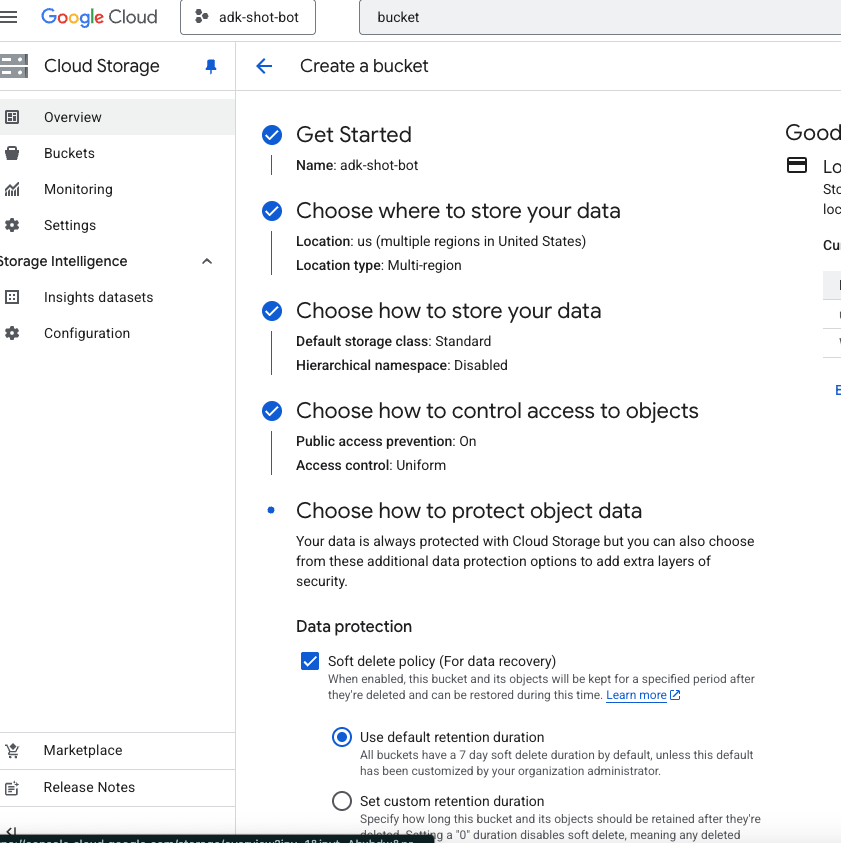 Google Cloud
adk-shot-bot
bucket
Cloud Storage
Create a bucket
Overview
Buckets
Monitoring
Settings
Storage Intelligence
Insights datasets
Configuration
Marketplace
Release Notes
Get Started
Name: adk-shot-bot
Choose where to store your data
Location: us (multiple regions in United States)
Location type: Multi-region
Choose how to store your data
Default storage class: Standard
Hierarchical namespace: Disabled
Choose how to control access to objects
Public access prevention: On
Access control: Uniform
Choose how to protect object data
Your data is always protected with Cloud Storage but you can also choose
from these additional data protection options to add extra layers of
security.
Data protection
Soft delete policy (For data recovery)
When enabled, this bucket and its objects will be kept for a specified period after
they're deleted and can be restored during this time. Learn more
Use default retention duration
All buckets have a 7 day soft delete duration by default, unless this default
has been customized by your organization administrator.
Set custom retention duration
Specify how long this bucket and its objects should be retained after they're
deleted. Setting a "0" duration disables soft delete, meaning any deleted
Good